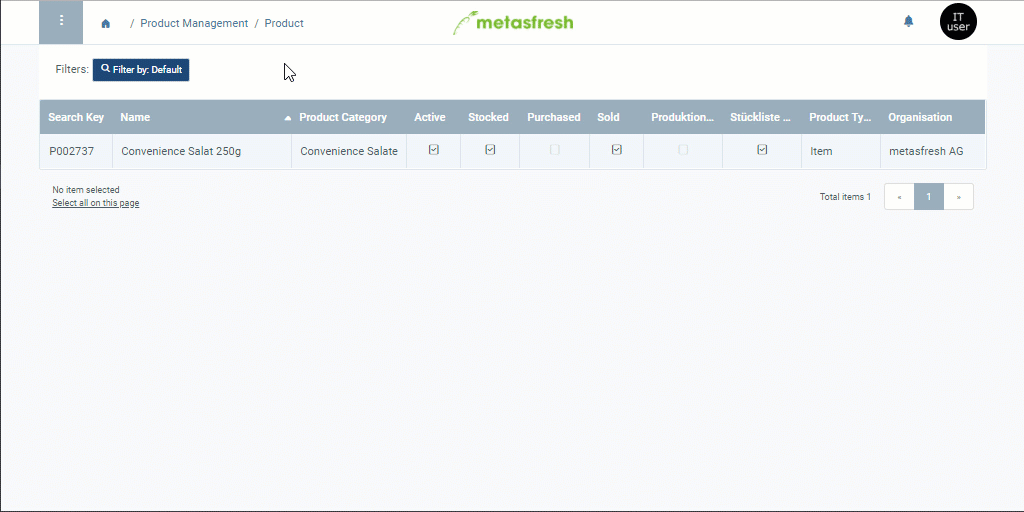 / Product Management / Product
metasfresh
IT user
Filters: Filter by: Default
Search Key Name Product Category Active Stocked Purchased Sold Produktion... Stückliste ... Product Ty... Organisation
P002737 Convenience Salat 250g Convenience Salate Item metasfresh AG
No item selected
Select all on this page
Total items 1 « 1 »